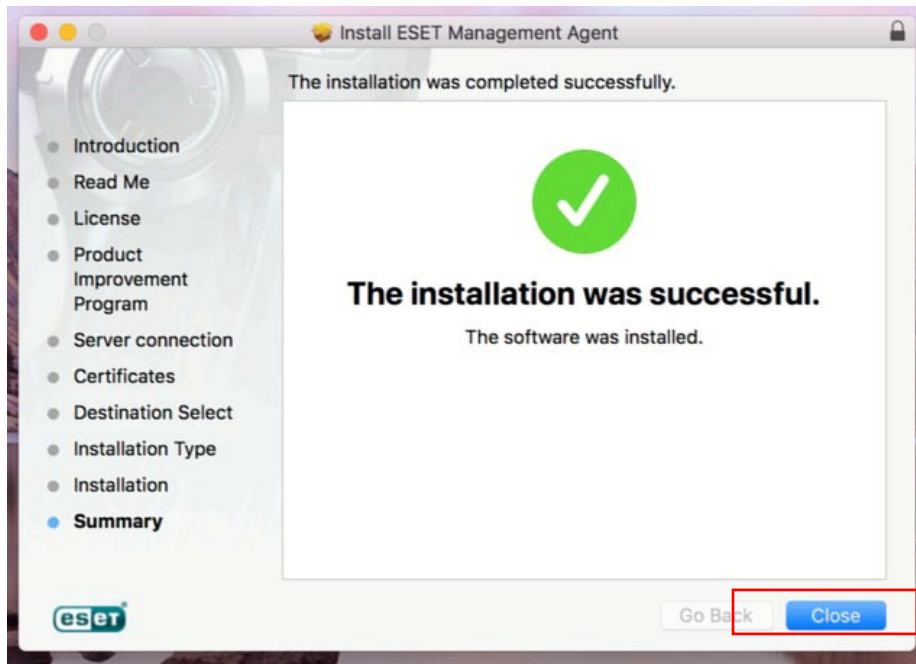 Install ESET Management Agent
The installation was completed successfully.
Introduction
Read Me
License
Product
Improvement
Program
Server connection
Certificates
Destination Select
Installation Type
Installation
Summary
The installation was successful.
The software was installed.
eseT
Go Back
Close